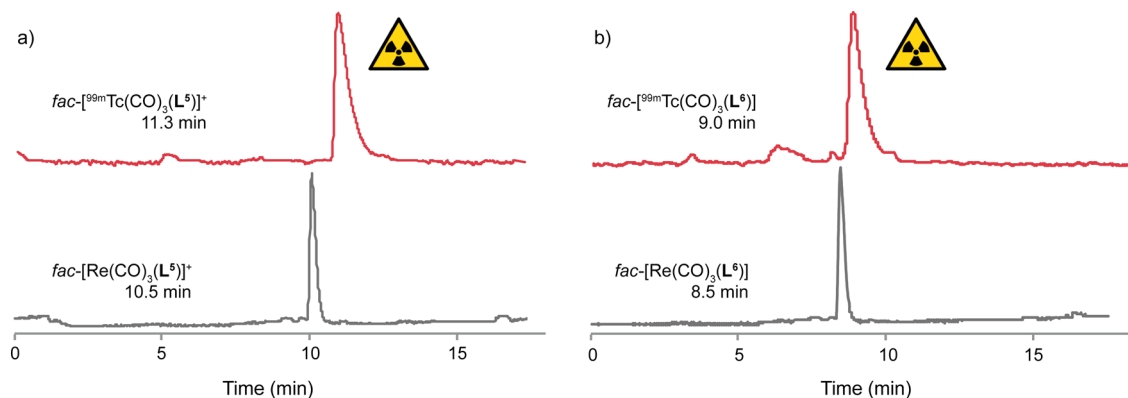 a)
fac-[⁹⁹ᵐTc(CO)₃(L⁵)]⁺
11.3 min
fac-[Re(CO)₃(L⁵)]⁺
10.5 min
0 5 10 15
Time (min)
b)
fac-[⁹⁹ᵐTc(CO)₃(L⁶)]
9.0 min
fac-[Re(CO)₃(L⁶)]
8.5 min
0 5 10 15
Time (min)